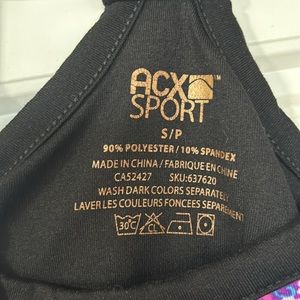 ACX
SPORT
S/P
90% POLYESTER / 10% SPANDEX
MADE IN CHINA / FABRIQUE EN CHINE
CA52427 SKU:637620
WASH DARK COLORS SEPARATELY
LAVER LES COULEURS FONCEES SEPAREMENT
30°C CL